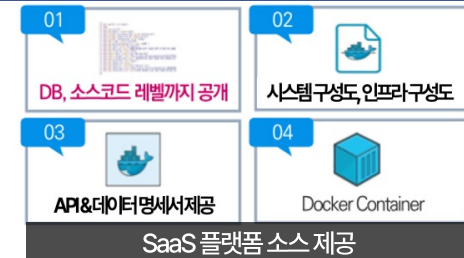 01
DB, 소스코드 레벨까지 공개
02
시스템 구성도, 인프라 구성도
03
API & 데이터 명세서 제공
04
Docker Container
SaaS 플랫폼 소스 제공